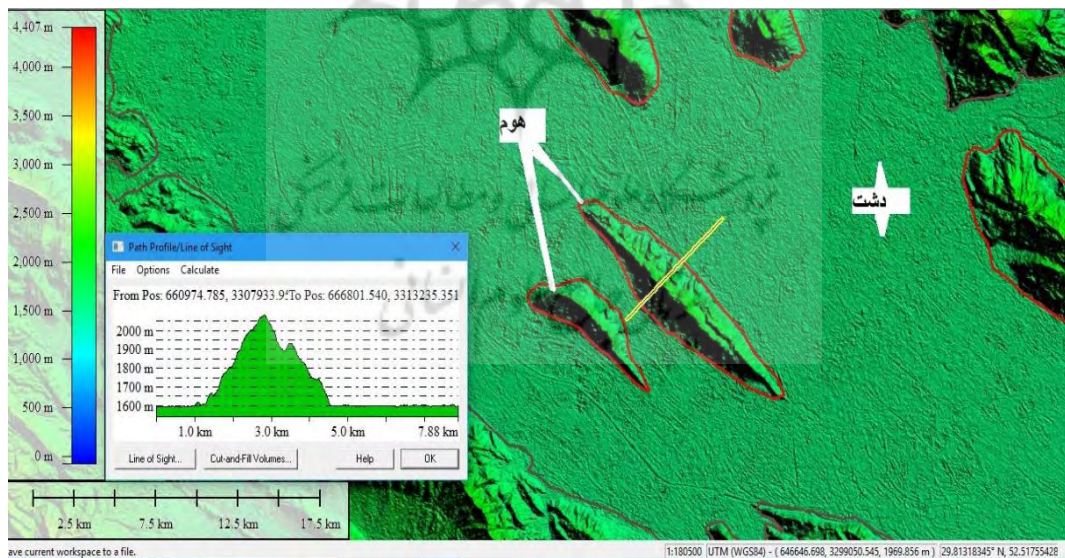 4,407 m
4,000 m
3,500 m
3,000 m
2,500 m
2,000 m
1,500 m
1,000 m
500 m
0 m
هوم
دشت
Path Profile/Line of Sight
File Options Calculate
From Pos: 660974.785, 3307933.95To Pos: 666801.540, 3313235.351
2000 m
1900 m
1800 m
1700 m
1600 m
1.0 km 3.0 km 5.0 km 7.88 km
Line of Sight... Cut-and-Fill Volumes... Help OK
2.5 km 7.5 km 12.5 km 17.5 km
ave current workspace to a file.
1:180500 UTM (WGS84) - ( 646646.698, 3299050.545, 1969.856 m ) 29.81318345° N, 52.51755428